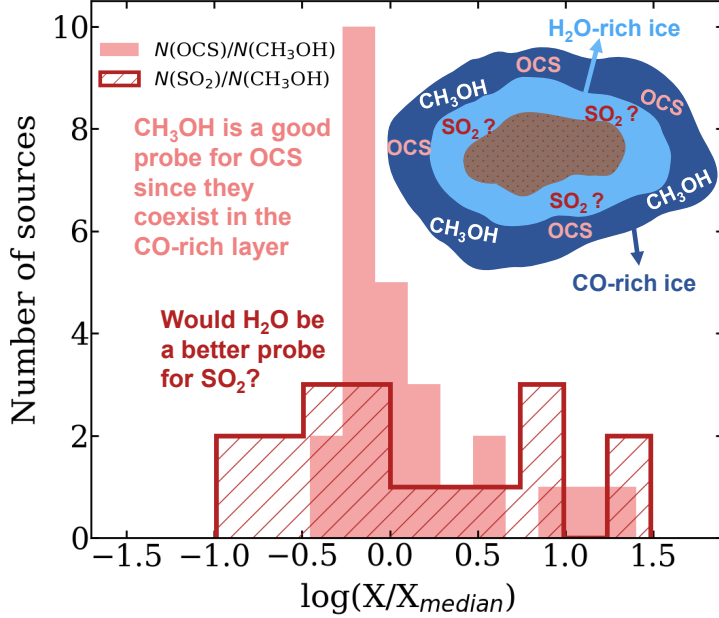 N(OCS)/N(CH₃OH)
N(SO₂)/N(CH₃OH)
CH₃OH is a good
probe for OCS
since they
coexist in the
CO-rich layer
Would H₂O be
a better probe
for SO₂?
H₂O-rich ice
OCS
CH₃OH
OCS
SO₂ ?
SO₂ ?
OCS
CH₃OH
SO₂ ?
CH₃OH
OCS
CO-rich ice
Number of sources
10
8
6
4
2
0
−1.5 −1.0 −0.5 0.0 0.5 1.0 1.5
log(X/Xmedian)